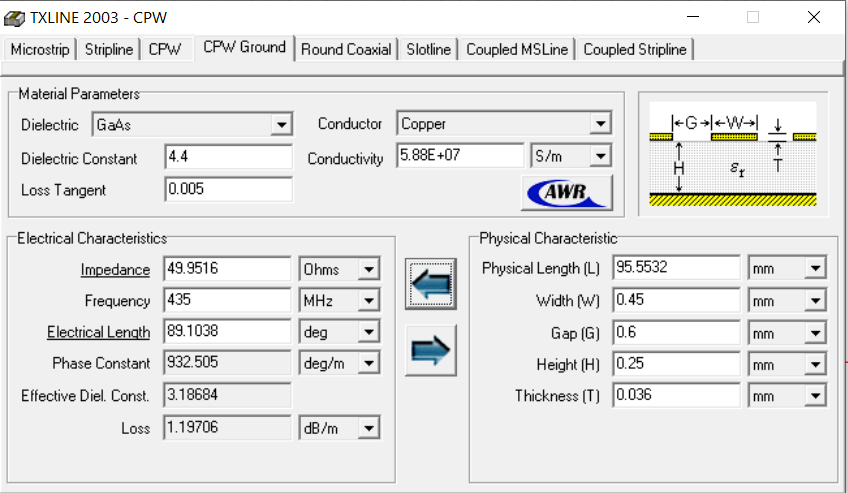 TXLINE 2003 - CPW
Microstrip Stripline CPW CPW Ground Round Coaxial Slotline Coupled MSLine Coupled Stripline
Material Parameters
Dielectric GaAs Conductor Copper
Dielectric Constant 4.4 Conductivity 5.88E+07 S/m
Loss Tangent 0.005
AWR
G W
H εr T
Electrical Characteristics
Impedance 49.9516 Ohms
Frequency 435 MHz
Electrical Length 89.1038 deg
Phase Constant 932.505 deg/m
Effective Diel. Const. 3.18684
Loss 1.19706 dB/m
Physical Characteristic
Physical Length (L) 95.5532 mm
Width (W) 0.45 mm
Gap (G) 0.6 mm
Height (H) 0.25 mm
Thickness (T) 0.036 mm